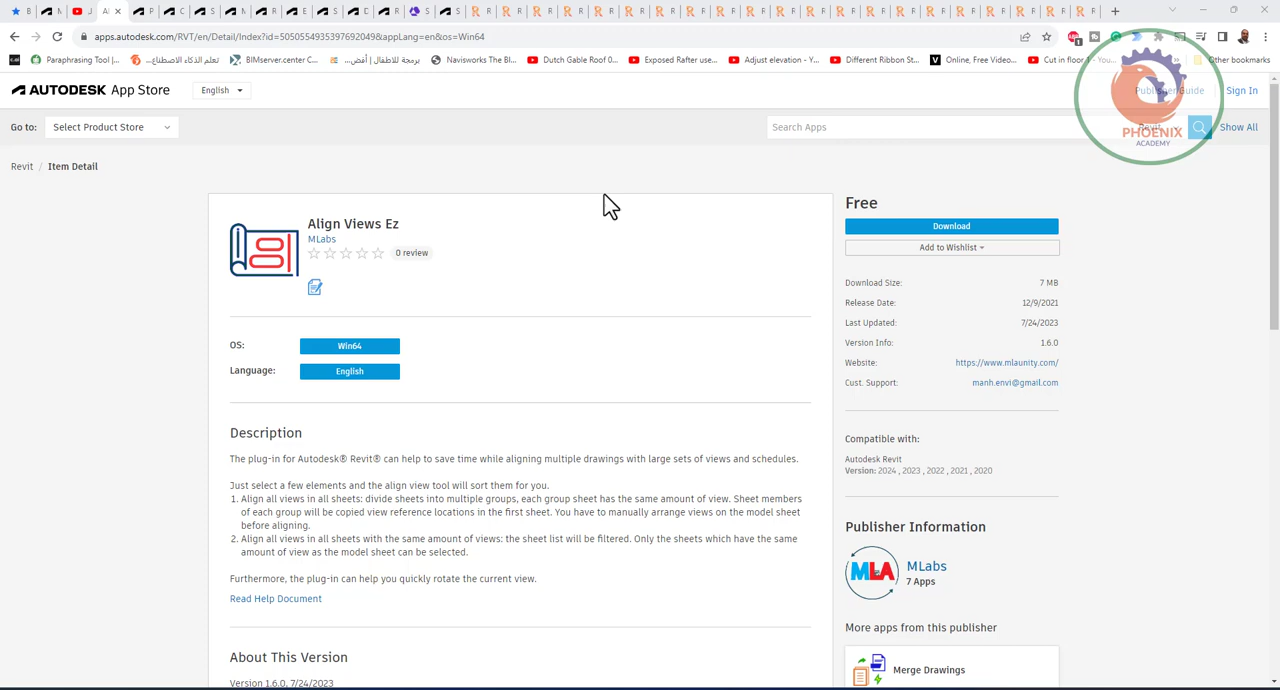 apps.autodesk.com/RVT/en/Detail/Index?id=5050554935397692049&appLang=en&os=Win64
Paraphrasing Tool |...
تعلم الذكاء الاصطناع...
BIMserver.center C...
برمجة للاطفال | أفض...
Navisworks The Bl...
Dutch Gable Roof 0...
Exposed Rafter use...
Adjust elevation - Y...
Different Ribbon St...
Online, Free Video...
Cut in floor 1 - You...
Other bookmarks
AUTODESK App Store
English
Publisher Guide
Sign In
Go to:
Select Product Store
Search Apps
Revit
Show All
PHOENIX
ACADEMY
Revit / Item Detail
Align Views Ez
MLabs
0 review
OS:
Win64
Language:
English
Description
The plug-in for Autodesk® Revit® can help to save time while aligning multiple drawings with large sets of views and schedules.
Just select a few elements and the align view tool will sort them for you.
1. Align all views in all sheets: divide sheets into multiple groups, each group sheet has the same amount of view. Sheet members
of each group will be copied view reference locations in the first sheet. You have to manually arrange views on the model sheet
before aligning.
2. Align all views in all sheets with the same amount of views: the sheet list will be filtered. Only the sheets which have the same
amount of view as the model sheet can be selected.
Furthermore, the plug-in can help you quickly rotate the current view.
Read Help Document
About This Version
Version 1.6.0, 7/24/2023
Free
Download
Add to Wishlist
Download Size: 7 MB
Release Date: 12/9/2021
Last Updated: 7/24/2023
Version Info: 1.6.0
Website: https://www.mlaunity.com/
Cust. Support: manh.envi@gmail.com
Compatible with:
Autodesk Revit
Version: 2024 , 2023 , 2022 , 2021 , 2020
Publisher Information
MLA
MLabs
7 Apps
More apps from this publisher
Merge Drawings